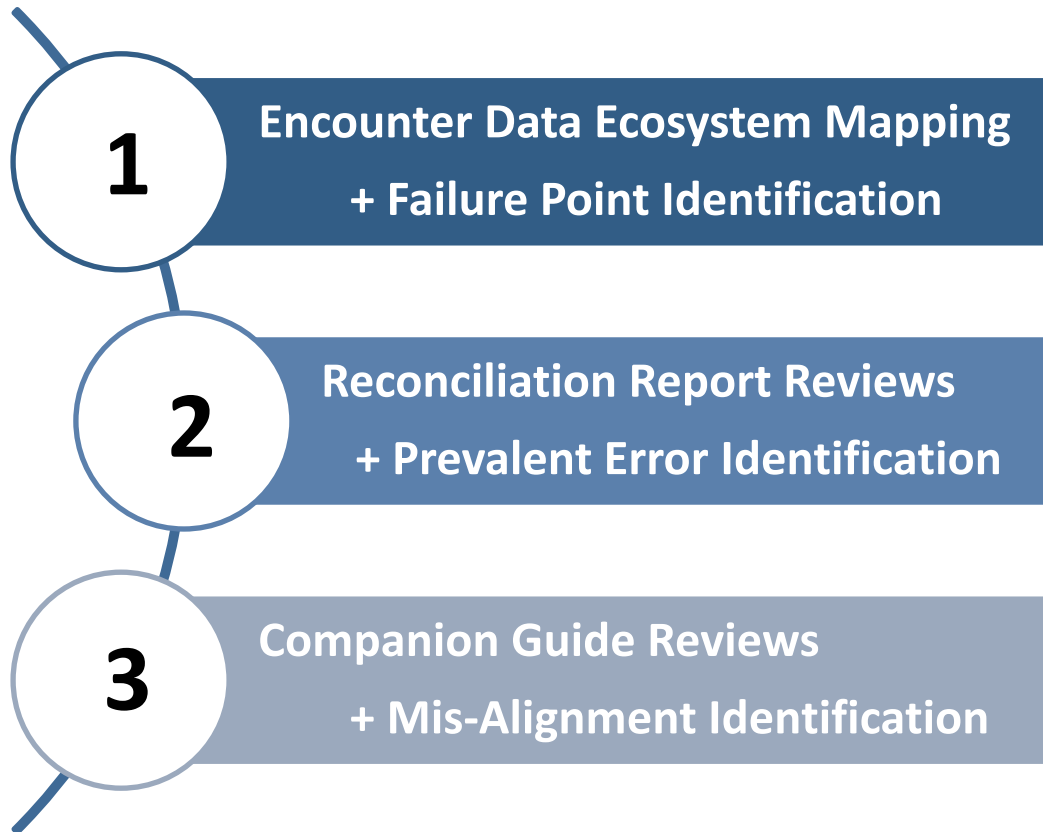 1
Encounter Data Ecosystem Mapping
+ Failure Point Identification
2
Reconciliation Report Reviews
+ Prevalent Error Identification
3
Companion Guide Reviews
+ Mis-Alignment Identification